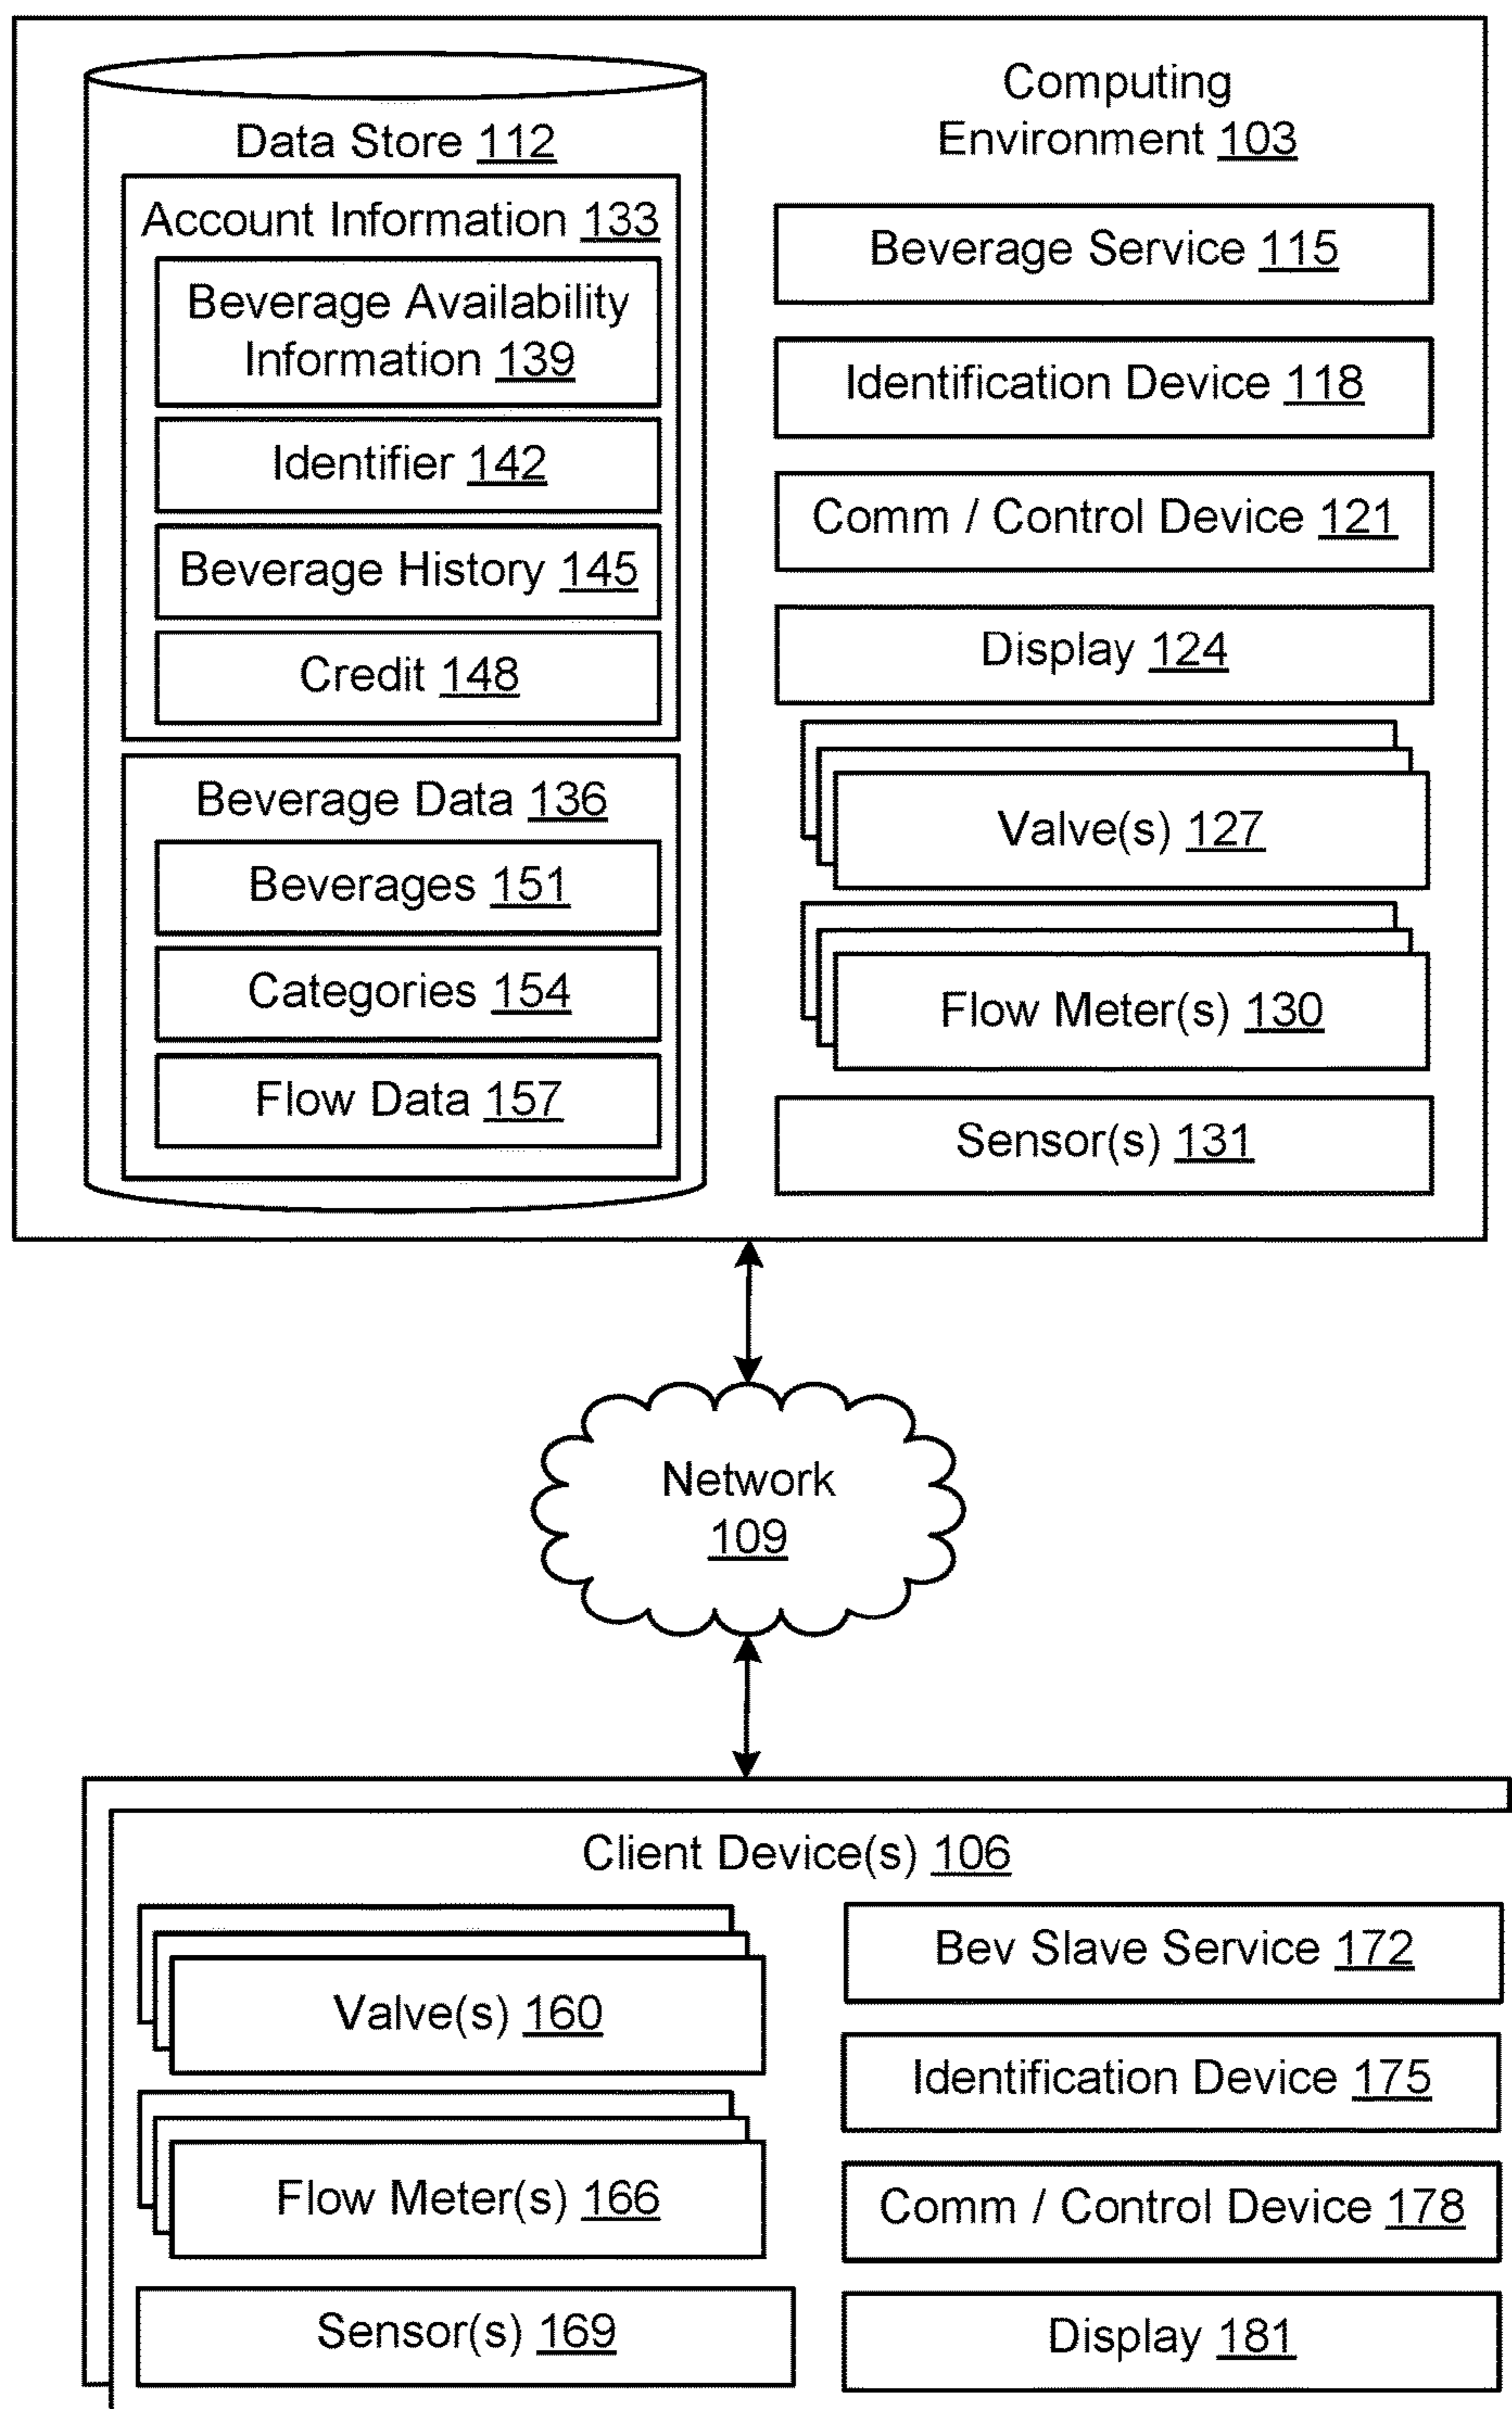 Data Store 112
Account Information 133
Beverage Availability
Information 139
Identifier 142
Beverage History 145
Credit 148
Beverage Data 136
Beverages 151
Categories 154
Flow Data 157
Computing
Environment 103
Beverage Service 115
Identification Device 118
Comm / Control Device 121
Display 124
Valve(s) 127
Flow Meter(s) 130
Sensor(s) 131
Network
109
Client Device(s) 106
Valve(s) 160
Flow Meter(s) 166
Sensor(s) 169
Bev Slave Service 172
Identification Device 175
Comm / Control Device 178
Display 181